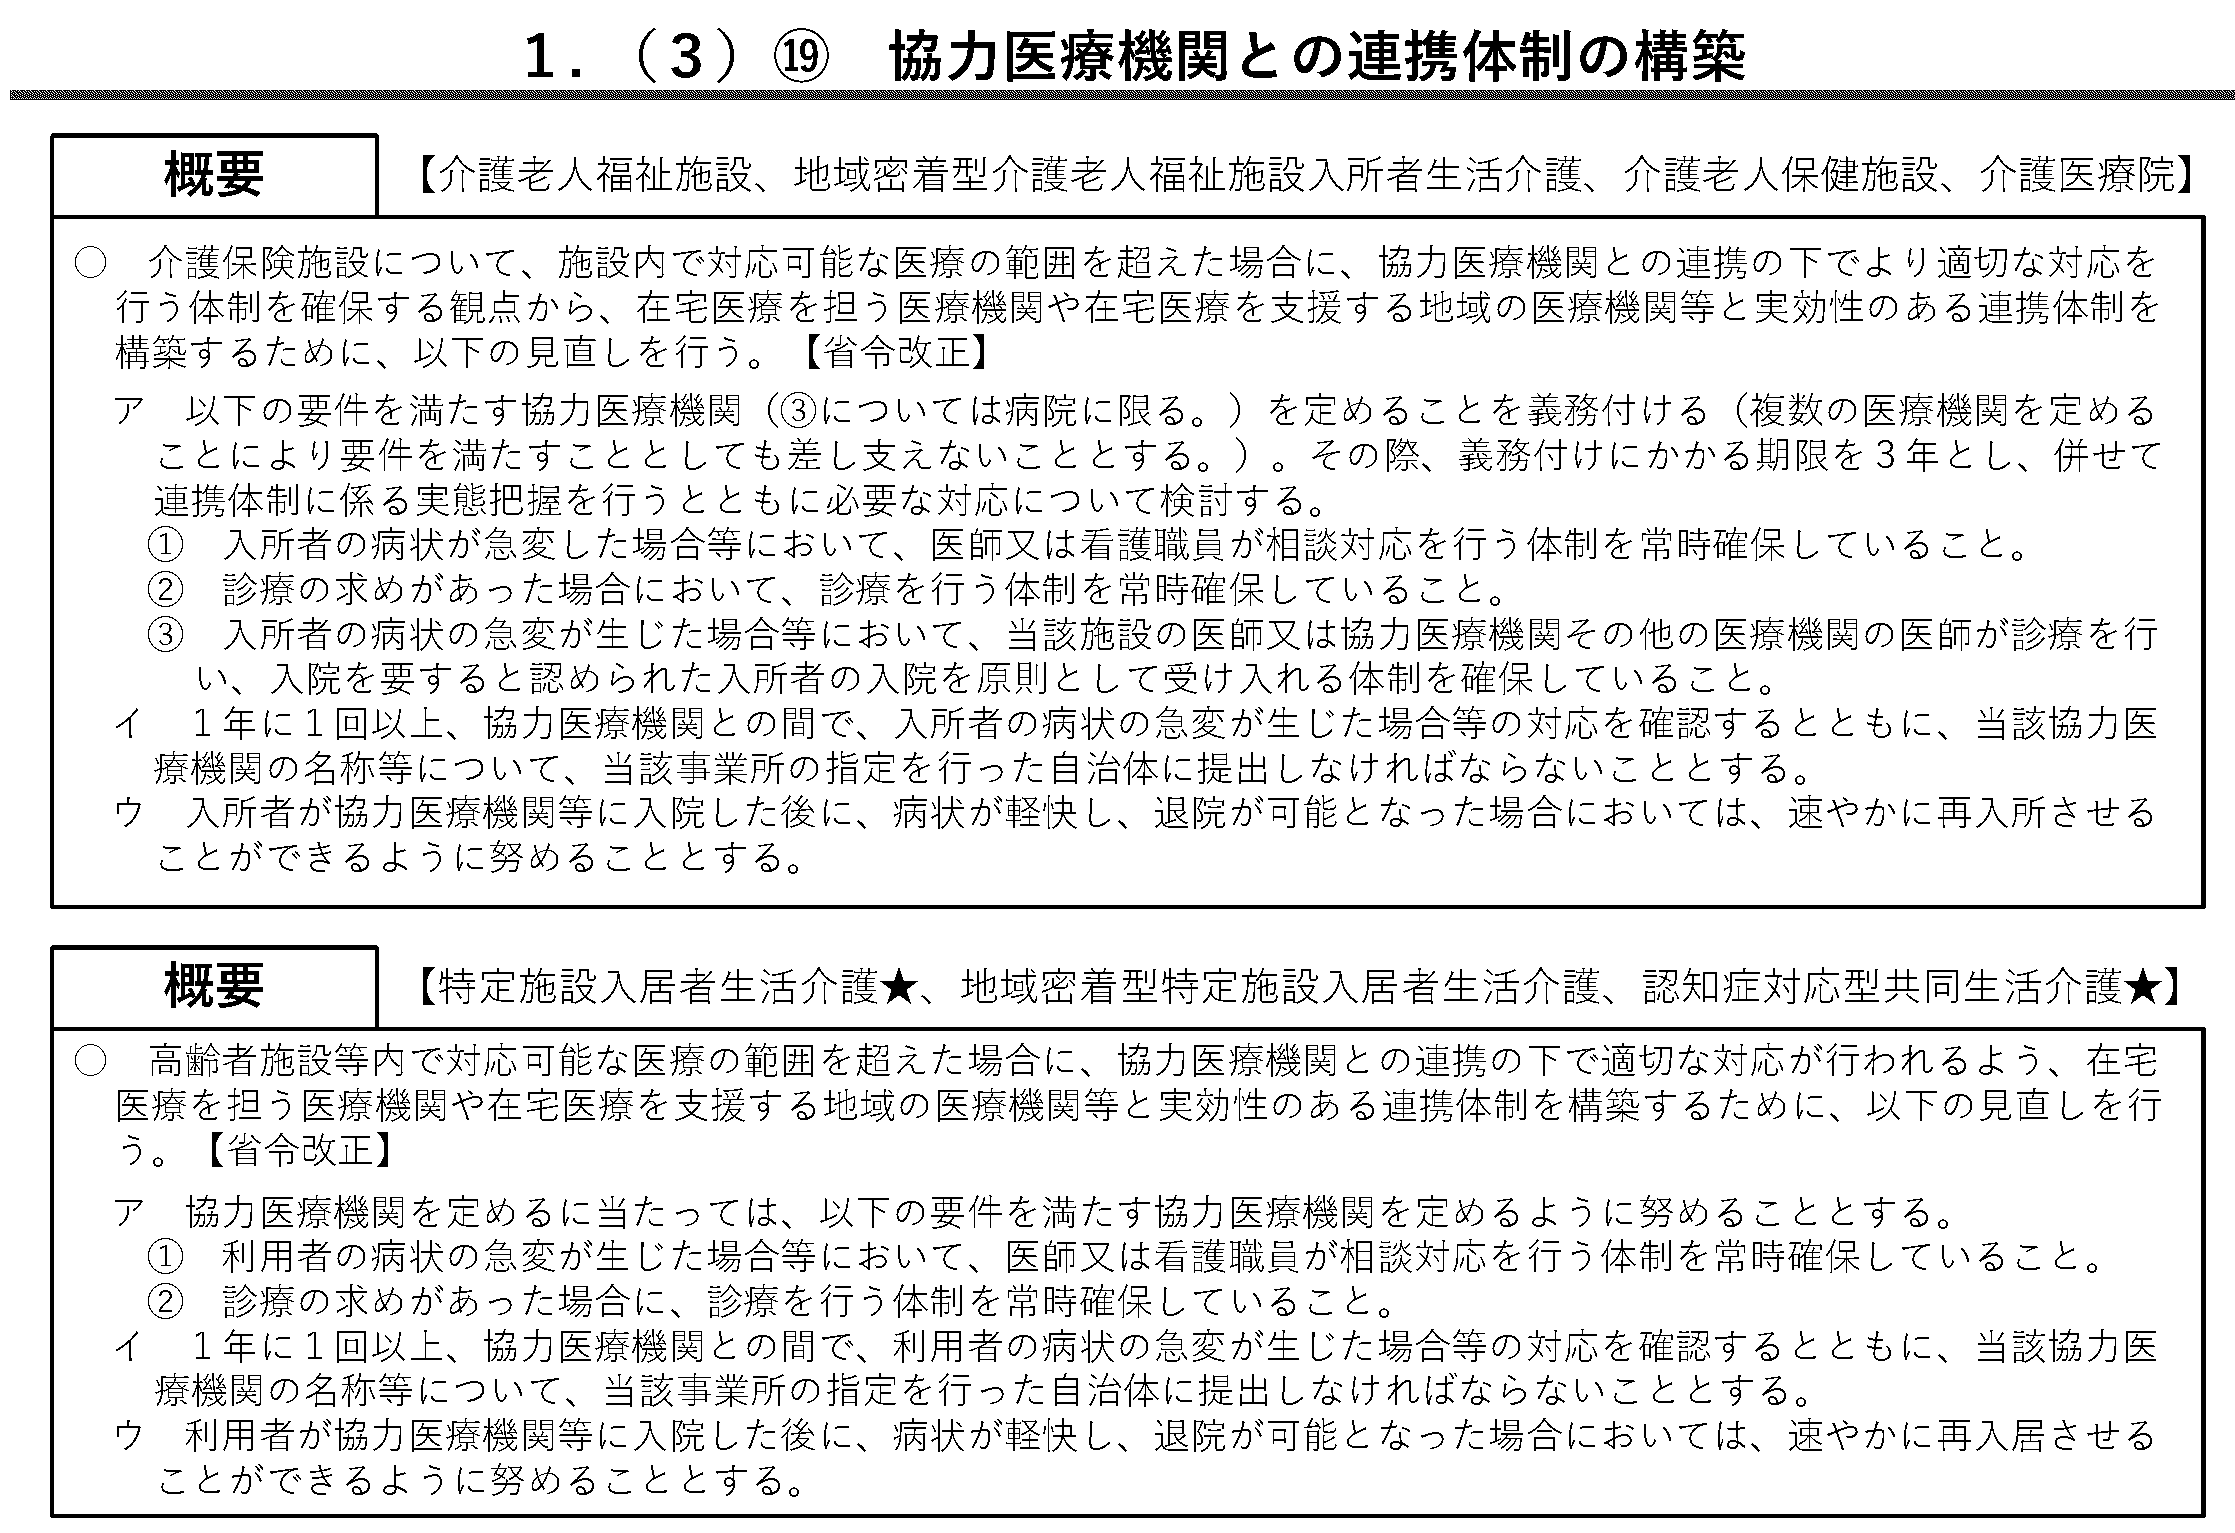 １．（３）⑲　協力医療機関との連携体制の構築
概要
【介護老人福祉施設、地域密着型介護老人福祉施設入所者生活介護、介護老人保健施設、介護医療院】
○　介護保険施設について、施設内で対応可能な医療の範囲を超えた場合に、協力医療機関との連携の下でより適切な対応を
行う体制を確保する観点から、在宅医療を担う医療機関や在宅医療を支援する地域の医療機関等と実効性のある連携体制を
構築するために、以下の見直しを行う。【省令改正】
ア　以下の要件を満たす協力医療機関（③については病院に限る。）を定めることを義務付ける（複数の医療機関を定める
ことにより要件を満たすこととしても差し支えないこととする。）。その際、義務付けにかかる期限を３年とし、併せて
連携体制に係る実態把握を行うとともに必要な対応について検討する。
①　入所者の病状が急変した場合等において、医師又は看護職員が相談対応を行う体制を常時確保していること。
②　診療の求めがあった場合において、診療を行う体制を常時確保していること。
③　入所者の病状の急変が生じた場合等において、当該施設の医師又は協力医療機関その他の医療機関の医師が診療を行
い、入院を要すると認められた入所者の入院を原則として受け入れる体制を確保していること。
イ　１年に１回以上、協力医療機関との間で、入所者の病状の急変が生じた場合等の対応を確認するとともに、当該協力医
療機関の名称等について、当該事業所の指定を行った自治体に提出しなければならないこととする。
ウ　入所者が協力医療機関等に入院した後に、病状が軽快し、退院が可能となった場合においては、速やかに再入所させる
ことができるように努めることとする。
概要
【特定施設入居者生活介護★、地域密着型特定施設入居者生活介護、認知症対応型共同生活介護★】
○　高齢者施設等内で対応可能な医療の範囲を超えた場合に、協力医療機関との連携の下で適切な対応が行われるよう、在宅
医療を担う医療機関や在宅医療を支援する地域の医療機関等と実効性のある連携体制を構築するために、以下の見直しを行
う。【省令改正】
ア　協力医療機関を定めるに当たっては、以下の要件を満たす協力医療機関を定めるように努めることとする。
①　利用者の病状の急変が生じた場合等において、医師又は看護職員が相談対応を行う体制を常時確保していること。
②　診療の求めがあった場合に、診療を行う体制を常時確保していること。
イ　１年に１回以上、協力医療機関との間で、利用者の病状の急変が生じた場合等の対応を確認するとともに、当該協力医
療機関の名称等について、当該事業所の指定を行った自治体に提出しなければならないこととする。
ウ　利用者が協力医療機関等に入院した後に、病状が軽快し、退院が可能となった場合においては、速やかに再入居させる
ことができるように努めることとする。